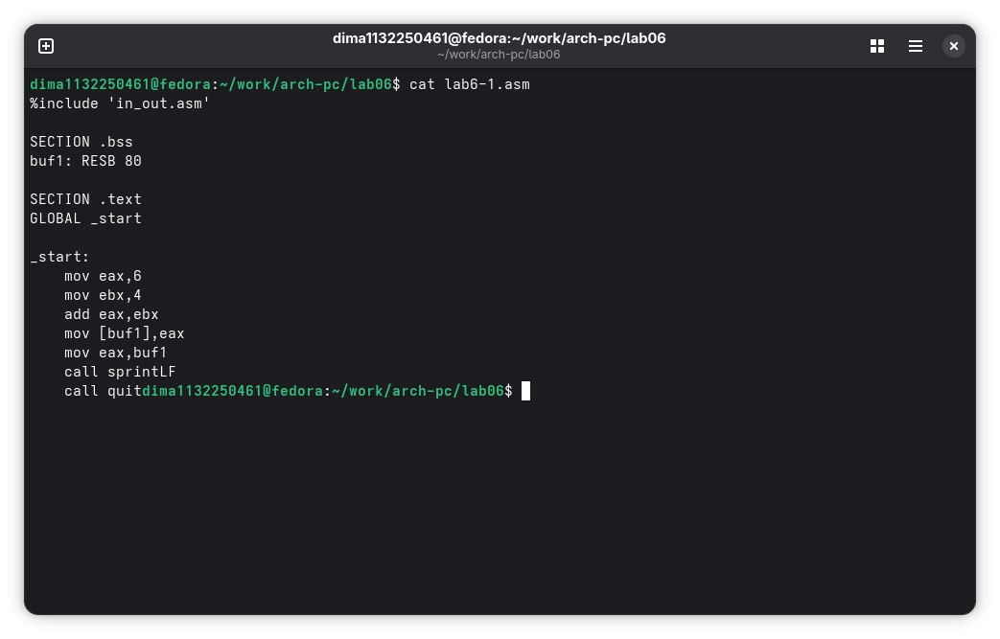 dima1132250461@fedora:~/work/arch-pc/lab06
~/work/arch-pc/lab06
dima1132250461@fedora:~/work/arch-pc/lab06$ cat lab6-1.asm
%include 'in_out.asm'
SECTION .bss
buf1: RESB 80
SECTION .text
GLOBAL _start
_start:
    mov eax,6
    mov ebx,4
    add eax,ebx
    mov [buf1],eax
    mov eax,buf1
    call sprintLF
    call quitdima1132250461@fedora:~/work/arch-pc/lab06$